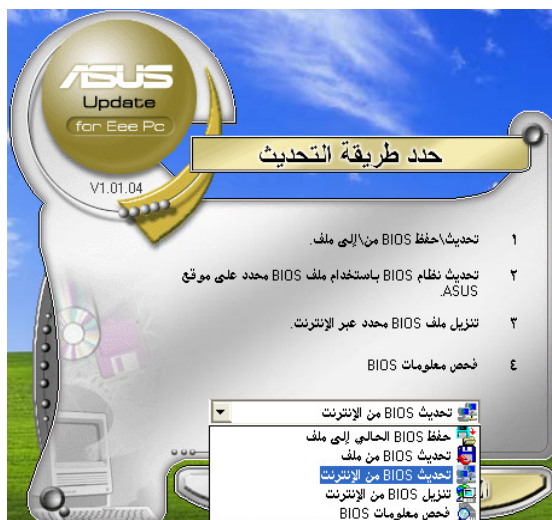 ASUS
Update
for Eee Pc
V1.01.04
حدد طريقة التحديث
١ تحديث\حفظ BIOS من\إلى ملف.
٢ تحديث نظام BIOS باستخدام ملف BIOS محدد على موقع
ASUS.
٣ تنزيل ملف BIOS محدد عبر الإنترنت.
٤ فحص معلومات BIOS
تحديث BIOS من الإنترنت
حفظ BIOS الحالي إلى ملف
تحديث BIOS من ملف
تحديث BIOS من الإنترنت
تنزيل BIOS من الإنترنت
فحص معلومات BIOS